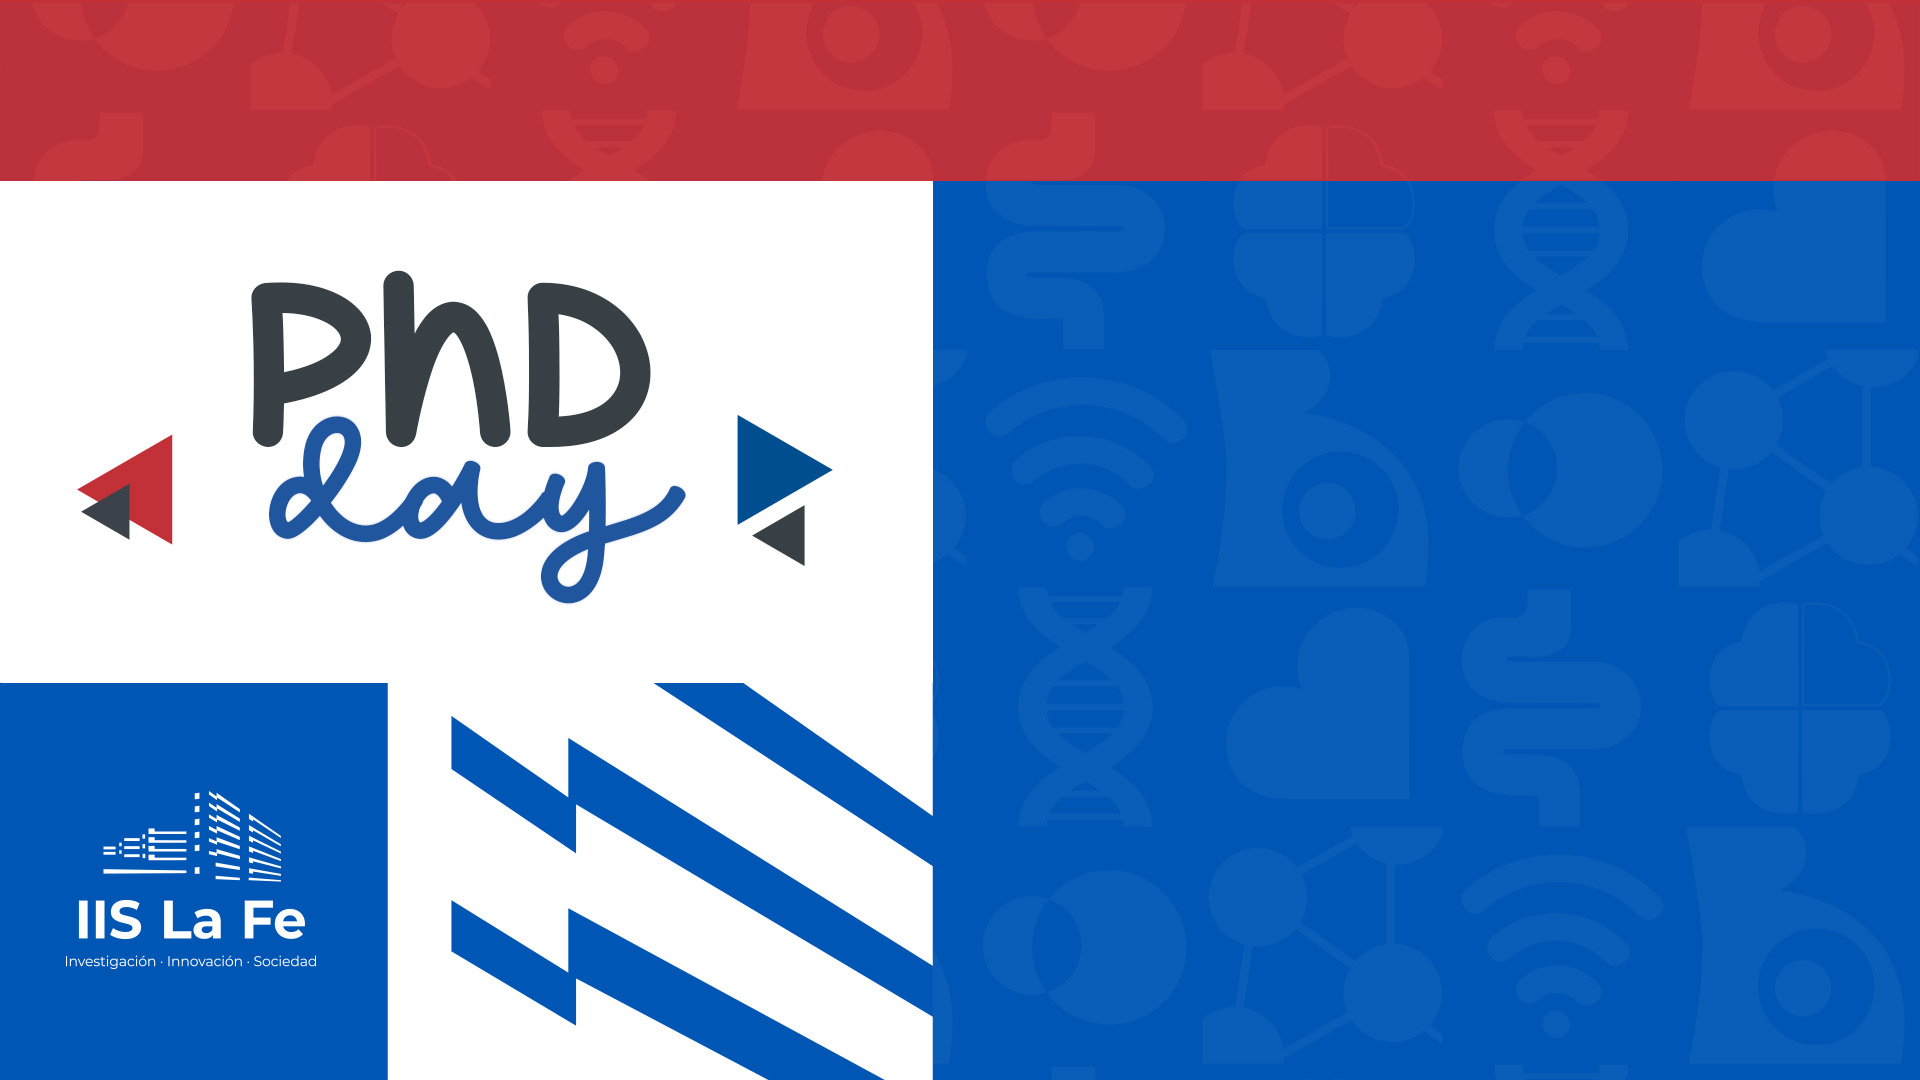 PhD
day
IIS La Fe
Investigación · Innovación · Sociedad